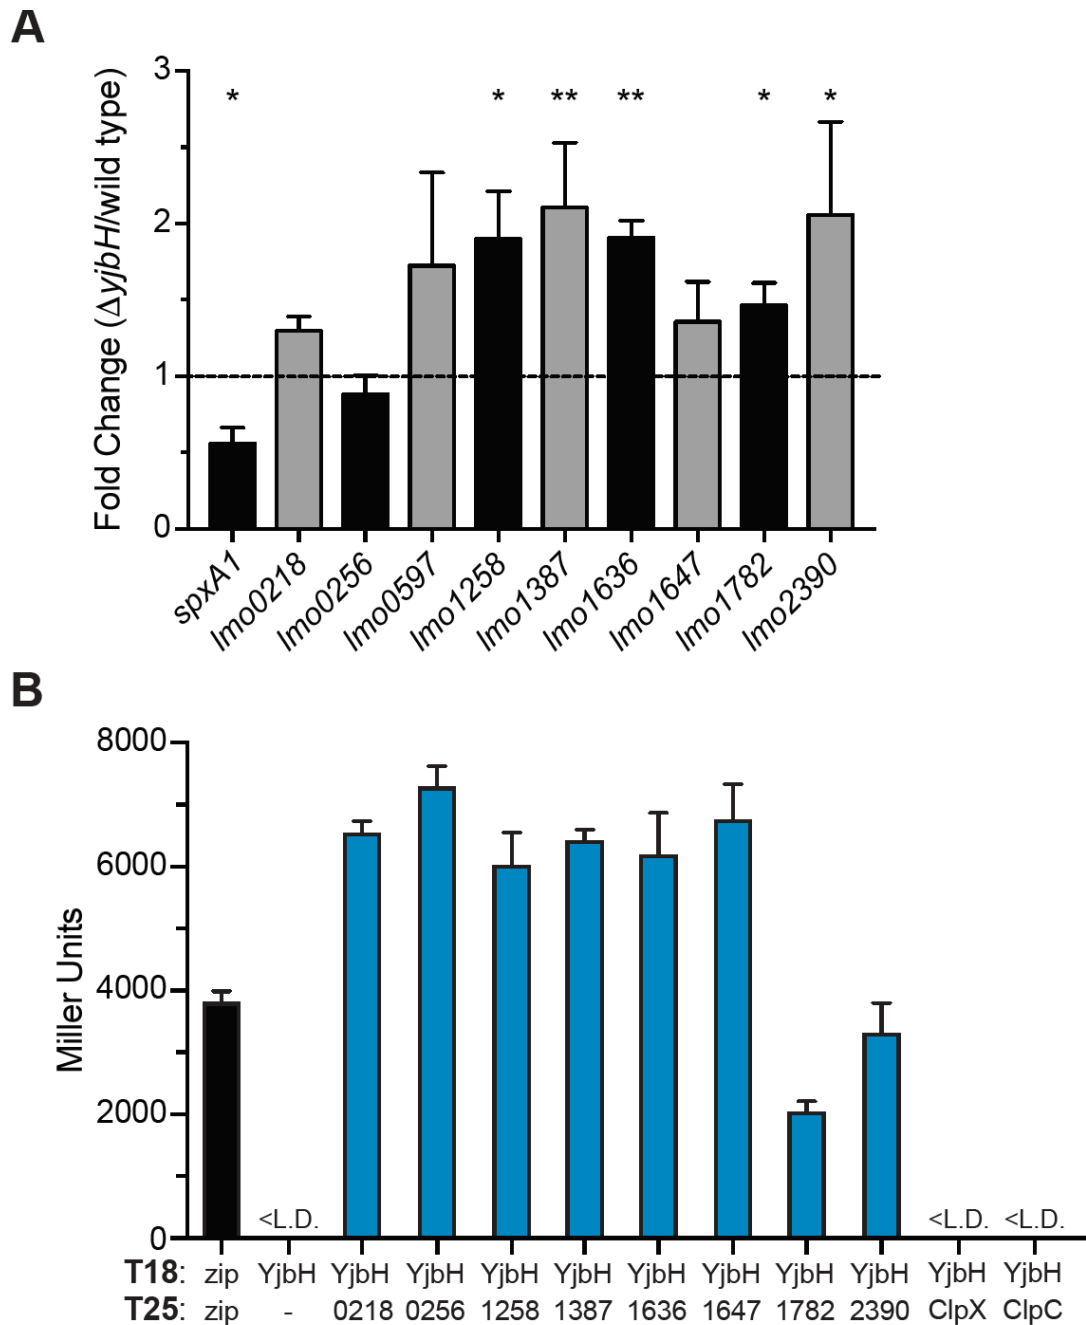 A
Fold Change (ΔyjbH/wild type)
3
2
1
0
* * ** ** * *
spxA1 lmo0218 lmo0256 lmo0597 lmo1258 lmo1387 lmo1636 lmo1647 lmo1782 lmo2390
B
Miller Units
8000
6000
4000
2000
0
<L.D. <L.D. <L.D.
T18: zip YjbH YjbH YjbH YjbH YjbH YjbH YjbH YjbH YjbH YjbH YjbH
T25: zip - 0218 0256 1258 1387 1636 1647 1782 2390 ClpX ClpC